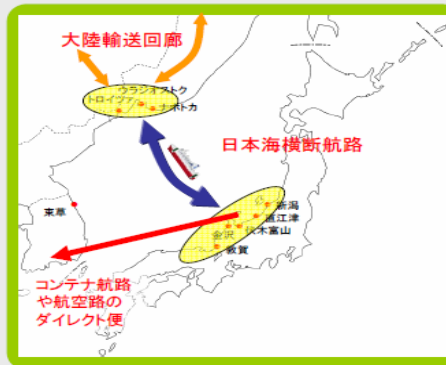 大陸輸送回廊
ウラジオストク
トロイツァ
ナホトカ
日本海横断航路
東草
新潟
直江津
伏木富山
金沢
敦賀
コンテナ航路
や航空路の
ダイレクト便